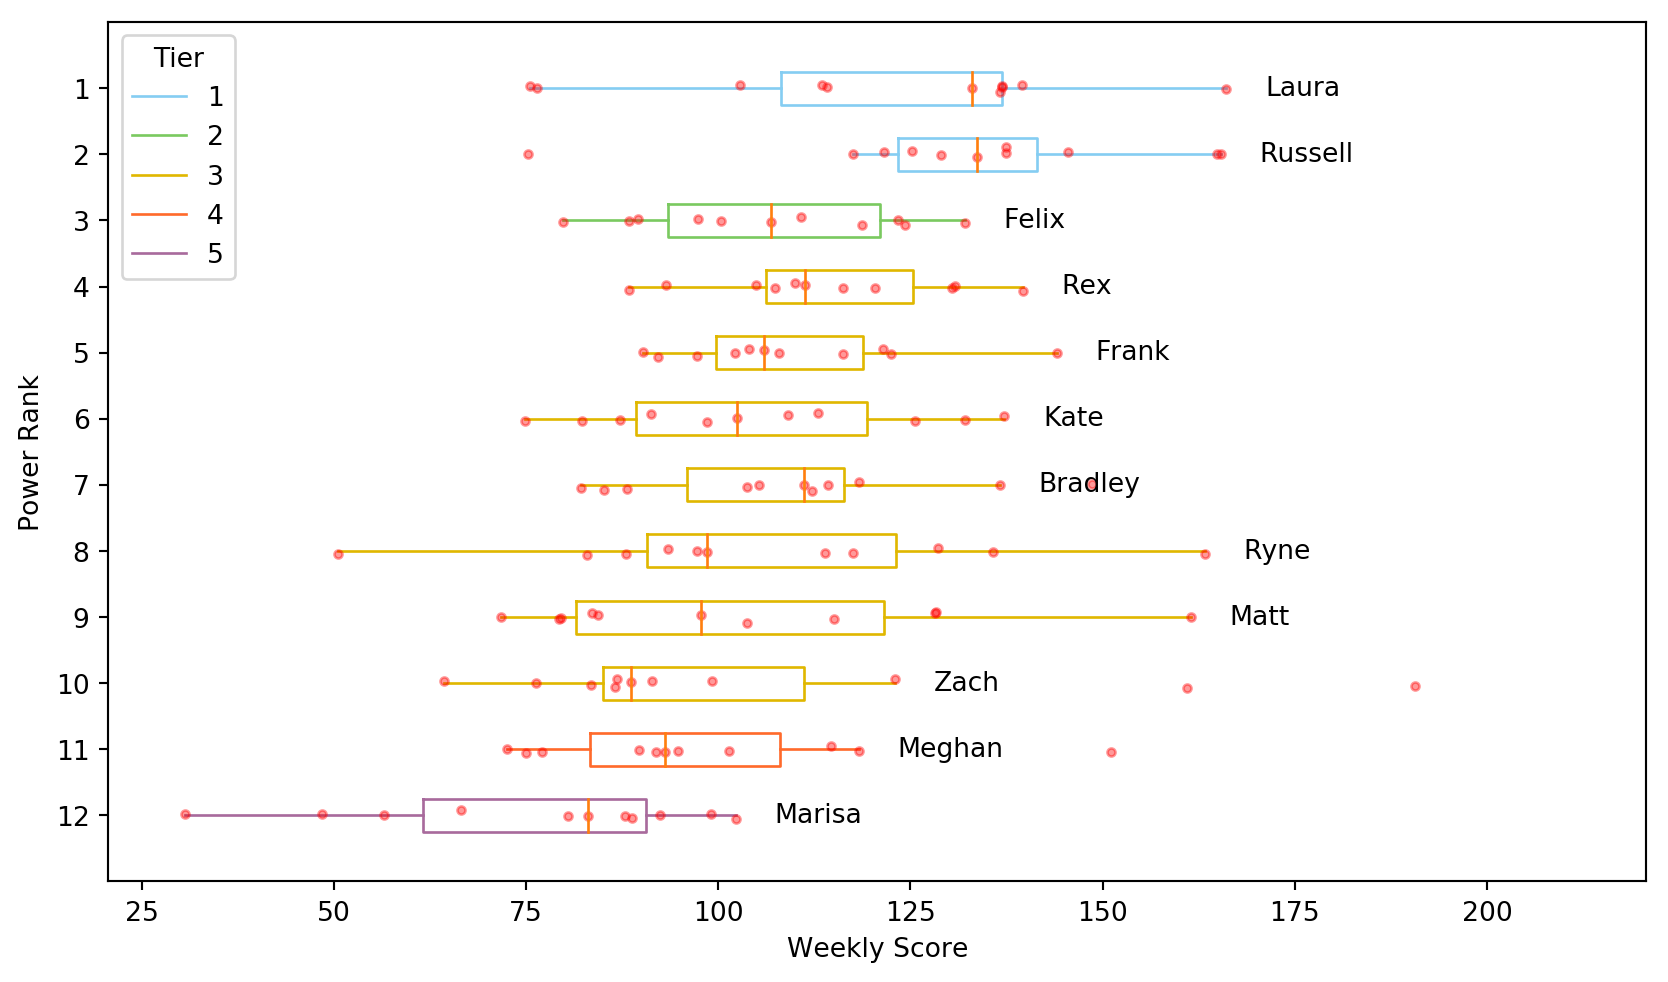 Tier
1
2
3
4
5
1 Laura
2 Russell
3 Felix
4 Rex
5 Frank
6 Kate
7 Bradley
8 Ryne
9 Matt
10 Zach
11 Meghan
12 Marisa
Power Rank
25 50 75 100 125 150 175 200
Weekly Score